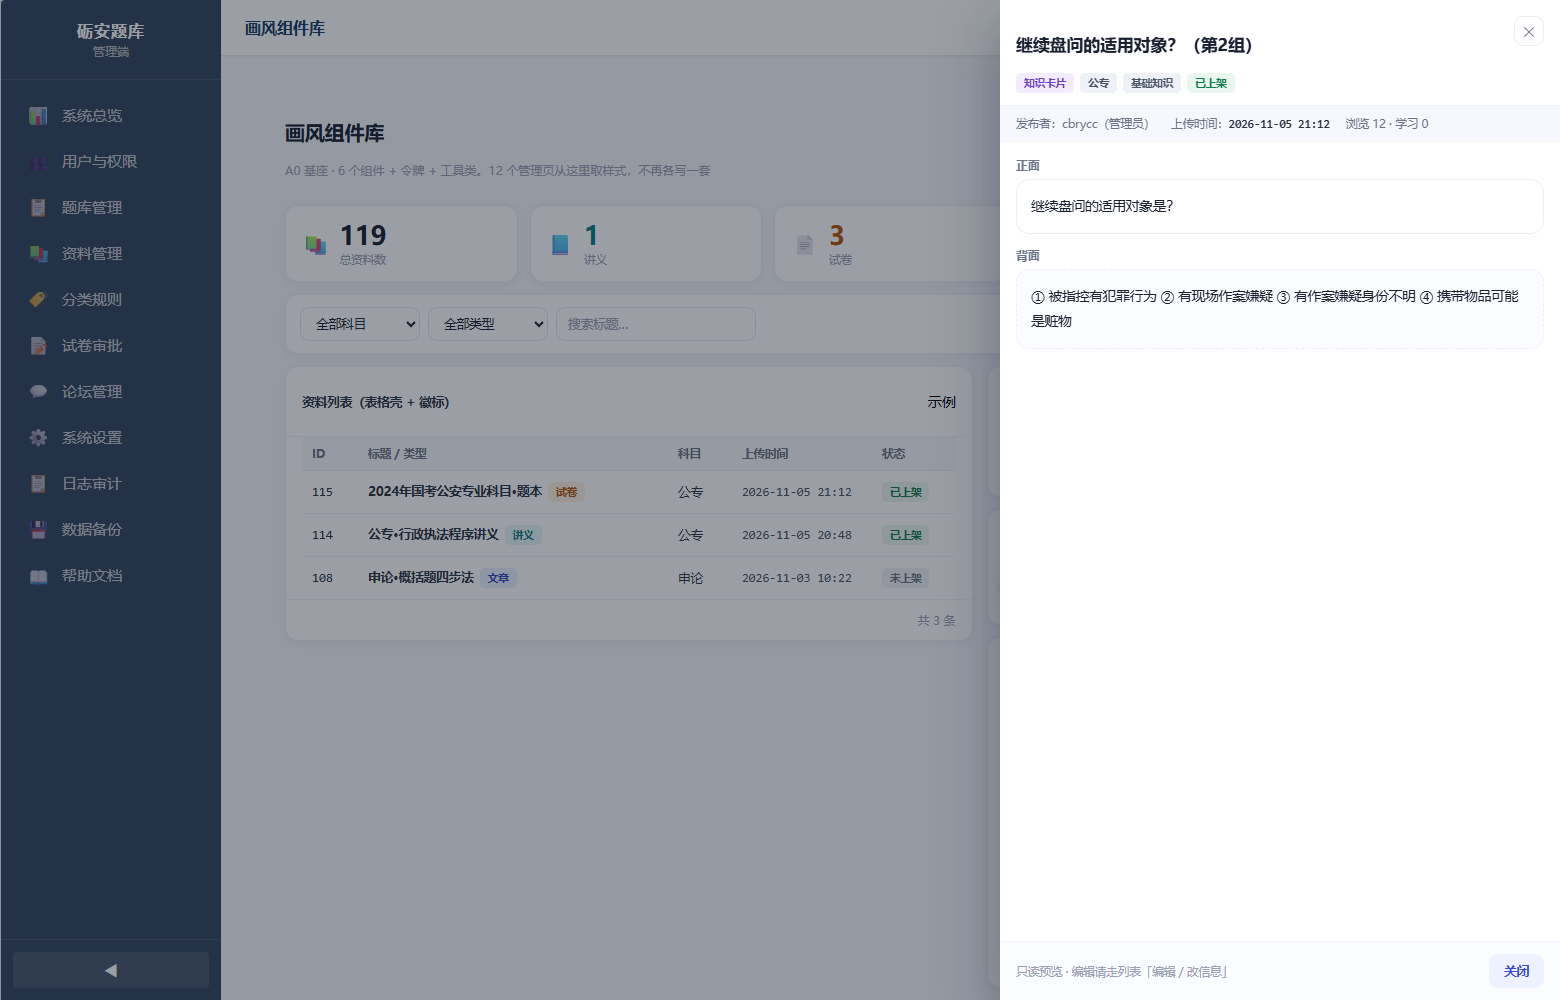 砺安题库
管理端
系统总览
用户与权限
题库管理
资料管理
分类规则
试卷审批
论坛管理
系统设置
日志审计
数据备份
帮助文档
◀
画风组件库
画风组件库
A0 基座 · 6 个组件 + 令牌 + 工具类。12 个管理页从这里取样式，不再各写一套
119
总资料数
1
讲义
3
试卷
全部科目
全部类型
搜索标题...
资料列表（表格壳 + 徽标）
示例
ID 标题 / 类型 科目 上传时间 状态
115 2024年国考公安专业科目·题本 试卷 公专 2026-11-05 21:12 已上架
114 公专·行政执法程序讲义 讲义 公专 2026-11-05 20:48 已上架
108 申论·概括题四步法 文章 申论 2026-11-03 10:22 未上架
共 3 条
继续盘问的适用对象？（第2组）
知识卡片 公专 基础知识 已上架
发布者：cbrycc（管理员） 上传时间：2026-11-05 21:12 浏览 12 · 学习 0
正面
继续盘问的适用对象是？
背面
① 被指控有犯罪行为 ② 有现场作案嫌疑 ③ 有作案嫌疑身份不明 ④ 携带物品可能
是赃物
只读预览 · 编辑请走列表「编辑 / 改信息」
关闭